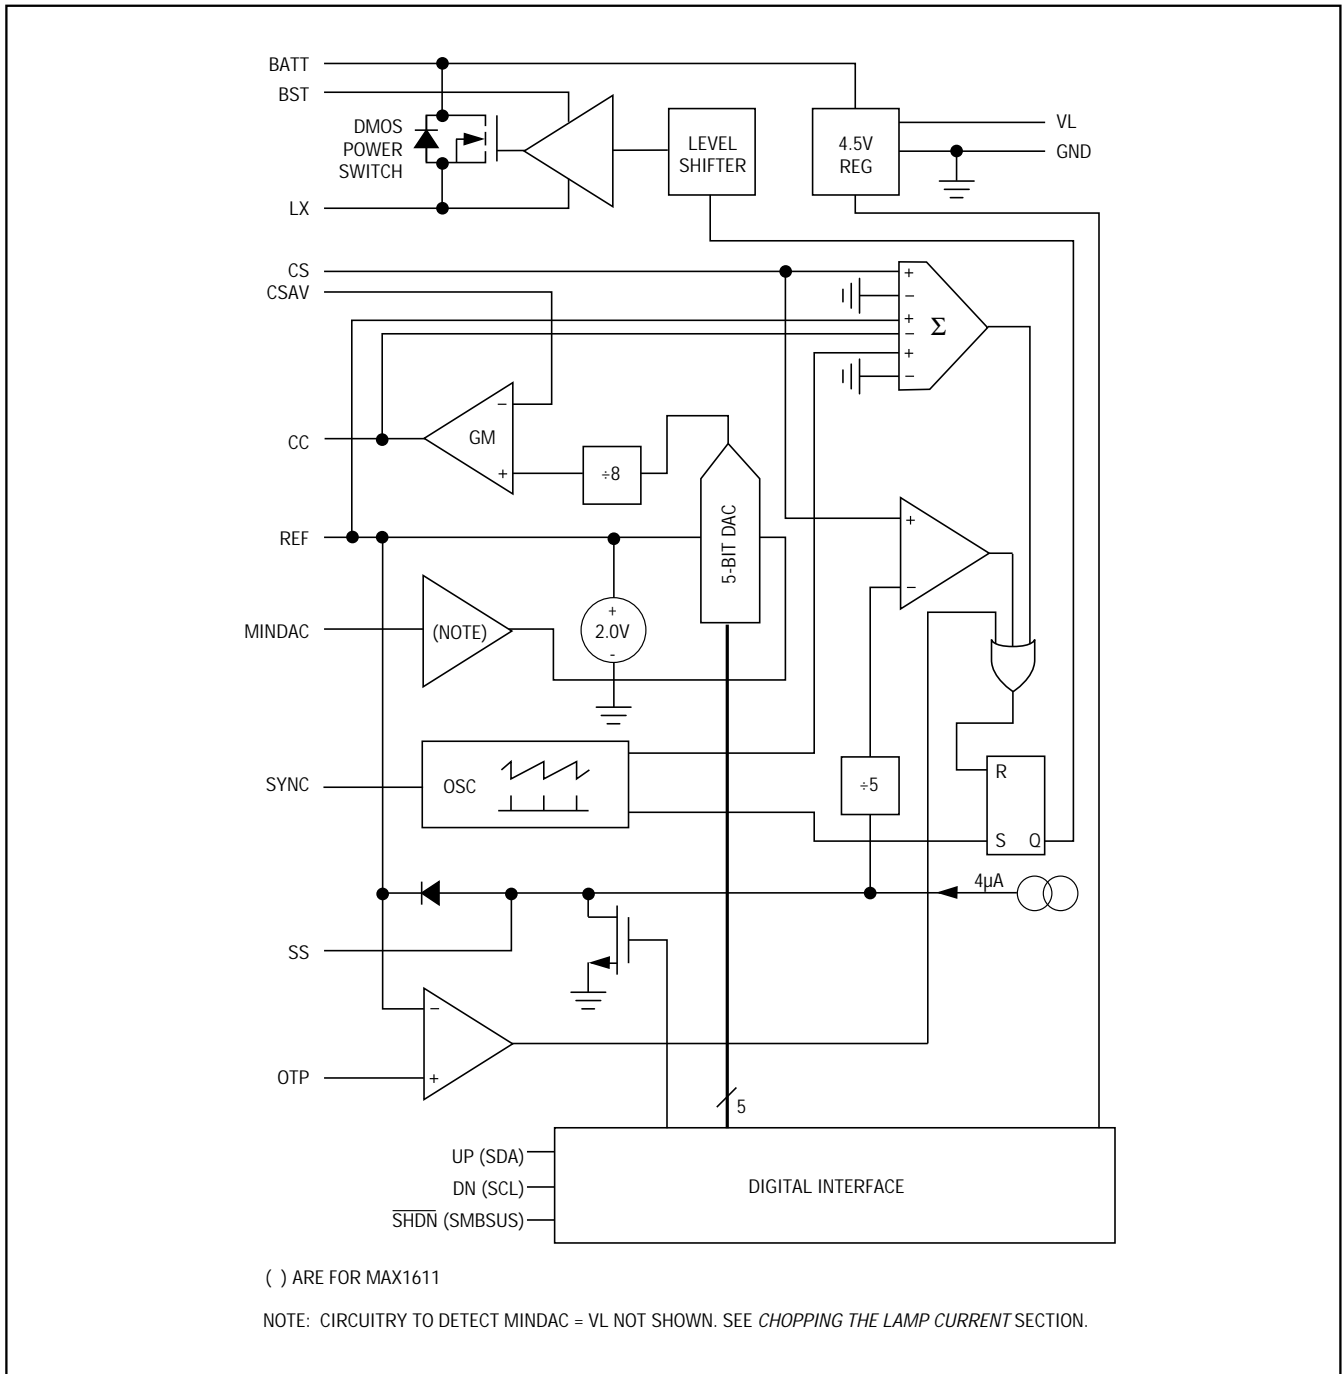 BATT
BST
DMOS
POWER
SWITCH
LX
LEVEL
SHIFTER
4.5V
REG
VL
GND
CS
CSAV
+
−
+
−
+
−
Σ
−
GM
+
CC
÷8
5-BIT DAC
REF
+
−
MINDAC
(NOTE)
+
2.0V
-
SYNC
OSC
÷5
R
S Q
4µA
SS
−
+
OTP
5
UP (SDA)
DN (SCL)
SHDN (SMBSUS)
DIGITAL INTERFACE
( ) ARE FOR MAX1611
NOTE: CIRCUITRY TO DETECT MINDAC = VL NOT SHOWN. SEE CHOPPING THE LAMP CURRENT SECTION.